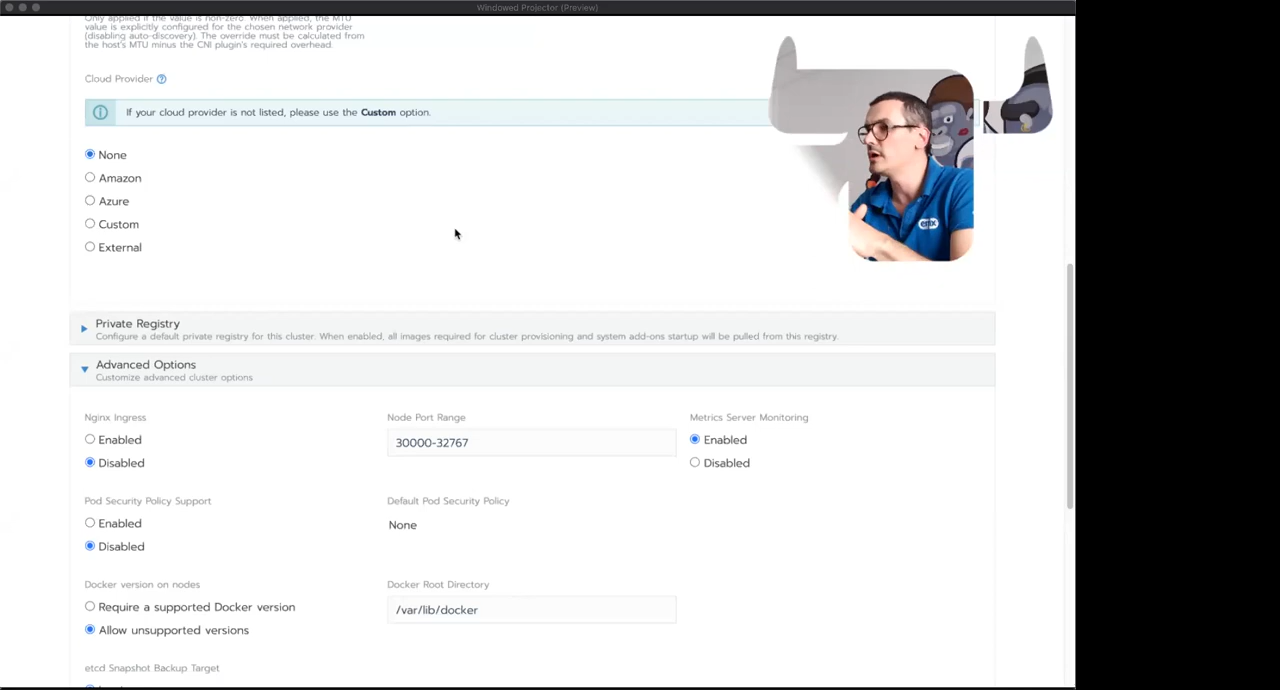 Windowed Projector (Preview)
Only applied if the value is non-zero. When applied, the MTU
value is explicitly configured for the chosen network provider
(disabling auto-discovery). The override must be calculated from
the host's MTU minus the CNI plugin's required overhead.
Cloud Provider
If your cloud provider is not listed, please use the Custom option.
None
Amazon
Azure
Custom
External
Private Registry
Configure a default private registry for this cluster. When enabled, all images required for cluster provisioning and system add-ons startup will be pulled from this registry.
Advanced Options
Customize advanced cluster options
Nginx Ingress
Enabled
Disabled
Node Port Range
30000-32767
Metrics Server Monitoring
Enabled
Disabled
Pod Security Policy Support
Enabled
Disabled
Default Pod Security Policy
None
Docker version on nodes
Require a supported Docker version
Allow unsupported versions
Docker Root Directory
/var/lib/docker
etcd Snapshot Backup Target